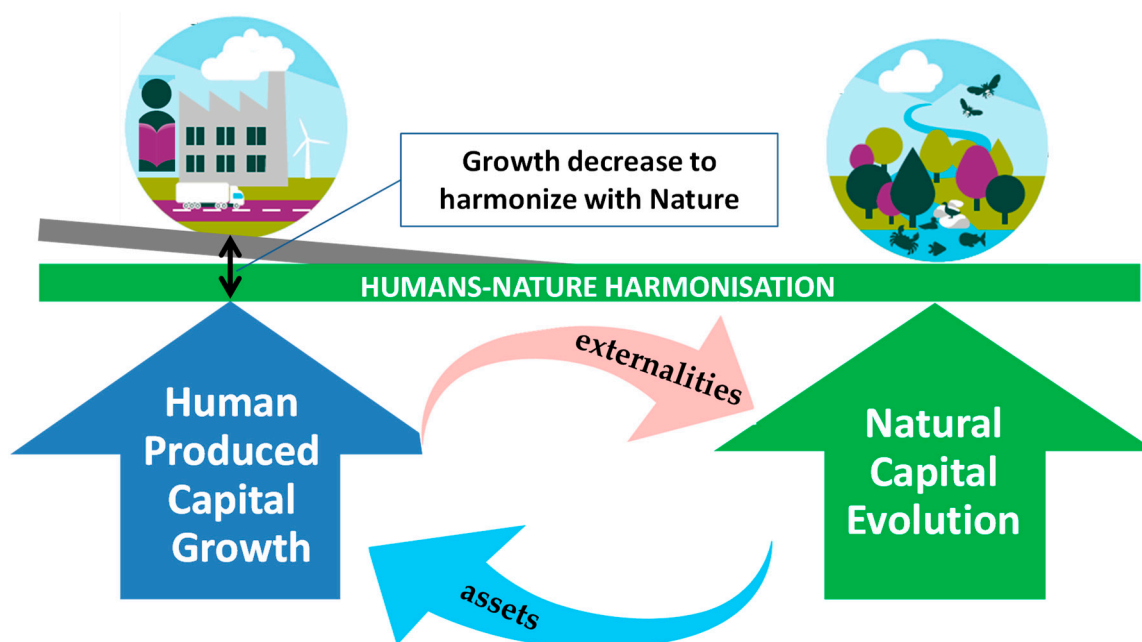 Growth decrease to
harmonize with Nature
HUMANS-NATURE HARMONISATION
externalities
Human
Produced
Capital
Growth
Natural
Capital
Evolution
assets